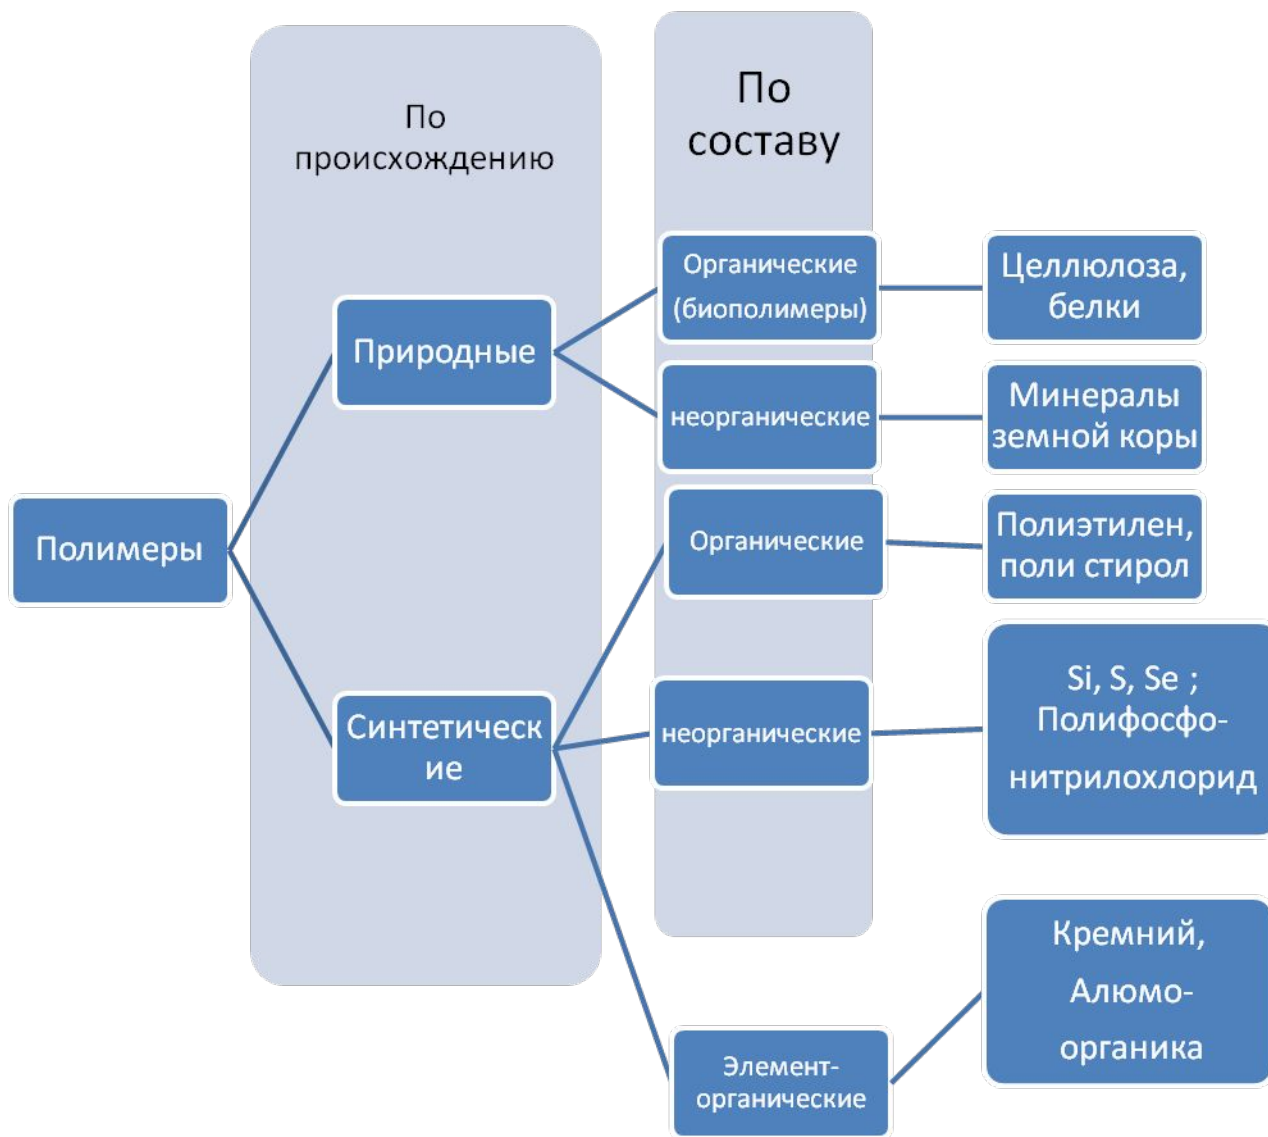 По
происхождению
По
составу
Полимеры
Природные
Синтетическ
ие
Органические
(биополимеры)
неорганические
Органические
неорганические
Элемент-
органические
Целлюлоза,
белки
Минералы
земной коры
Полиэтилен,
поли стирол
Si, S, Se ;
Полифосфо-
нитрилохлорид
Кремний,
Алюмо-
органика